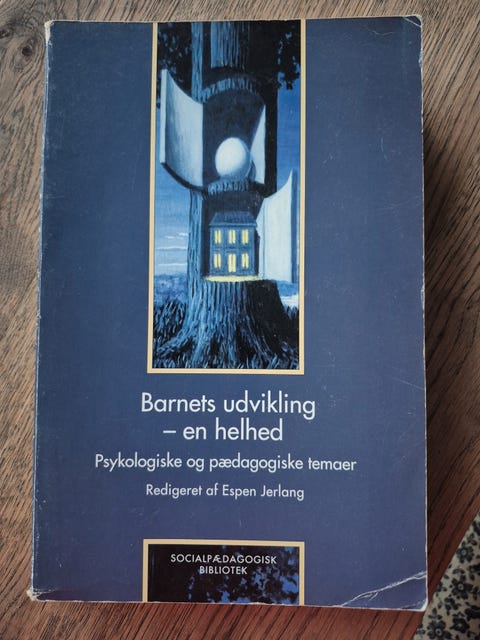 Barnets udvikling
– en helhed
Psykologiske og pædagogiske temaer
Redigeret af Espen Jerlang
SOCIALPÆDAGOGISK
BIBLIOTEK